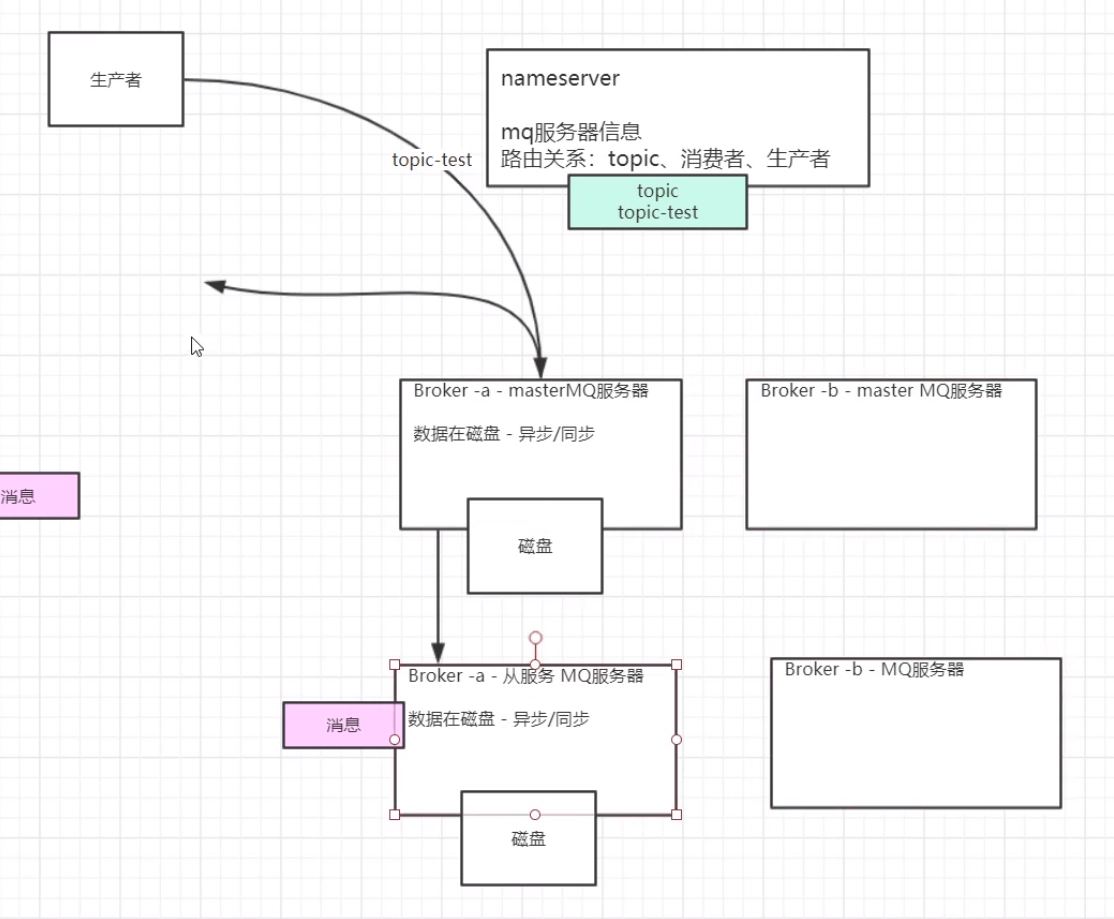 生产者
nameserver
mq服务器信息
路由关系：topic、消费者、生产者
topic-test
topic
topic-test
Broker -a - masterMQ服务器
数据在磁盘 - 异步/同步
Broker -b - master MQ服务器
消息
磁盘
Broker -a - 从服务 MQ服务器
数据在磁盘 - 异步/同步
Broker -b - MQ服务器
消息
磁盘